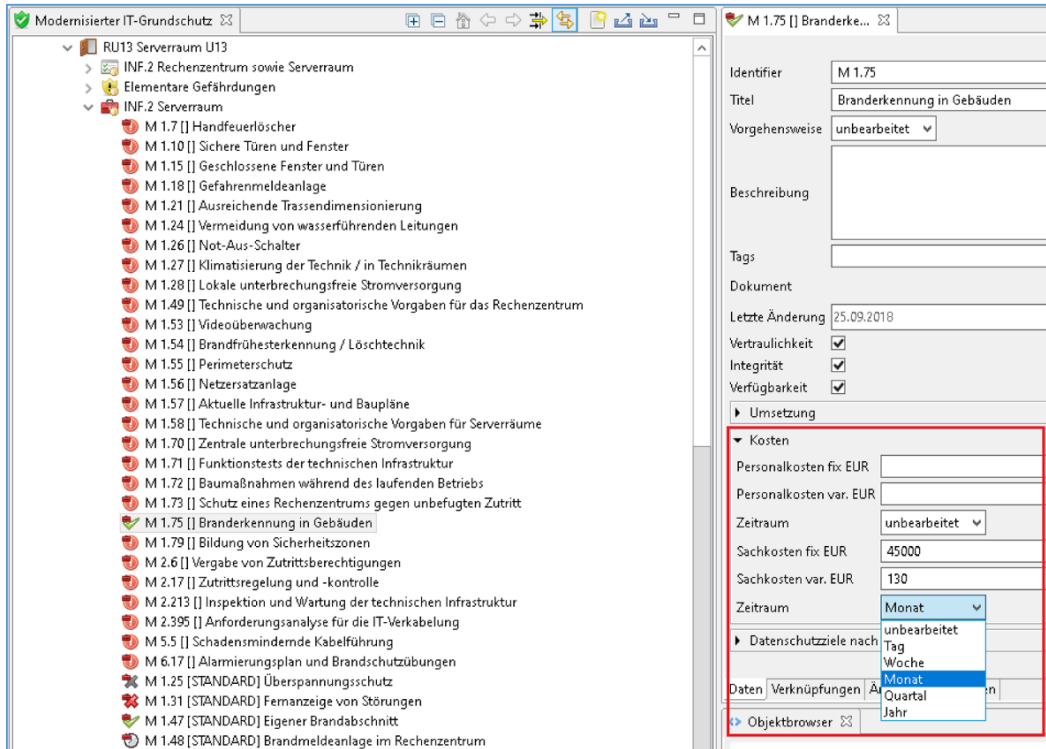 Modernisierter IT-Grundschutz
RU13 Serverraum U13
INF.2 Rechenzentrum sowie Serverraum
Elementare Gefährdungen
INF.2 Serverraum
M 1.7 [] Handfeuerlöscher
M 1.10 [] Sichere Türen und Fenster
M 1.15 [] Geschlossene Fenster und Türen
M 1.18 [] Gefahrenmeldeanlage
M 1.21 [] Ausreichende Trassendimensionierung
M 1.24 [] Vermeidung von wasserführenden Leitungen
M 1.26 [] Not-Aus-Schalter
M 1.27 [] Klimatisierung der Technik / in Technikräumen
M 1.28 [] Lokale unterbrechungsfreie Stromversorgung
M 1.49 [] Technische und organisatorische Vorgaben für das Rechenzentrum
M 1.53 [] Videoüberwachung
M 1.54 [] Brandfrühesterkennung / Löschtechnik
M 1.55 [] Perimeterschutz
M 1.56 [] Netzersatzanlage
M 1.57 [] Aktuelle Infrastruktur- und Baupläne
M 1.58 [] Technische und organisatorische Vorgaben für Serverräume
M 1.70 [] Zentrale unterbrechungsfreie Stromversorgung
M 1.71 [] Funktionstests der technischen Infrastruktur
M 1.72 [] Baumaßnahmen während des laufenden Betriebs
M 1.73 [] Schutz eines Rechenzentrums gegen unbefugten Zutritt
M 1.75 [] Branderkennung in Gebäuden
M 1.79 [] Bildung von Sicherheitszonen
M 2.6 [] Vergabe von Zutrittsberechtigungen
M 2.17 [] Zutrittsregelung und -kontrolle
M 2.213 [] Inspektion und Wartung der technischen Infrastruktur
M 2.395 [] Anforderungsanalyse für die IT-Verkabelung
M 5.5 [] Schadensmindernde Kabelführung
M 6.17 [] Alarmierungsplan und Brandschutzübungen
M 1.25 [STANDARD] Überspannungsschutz
M 1.31 [STANDARD] Fernanzeige von Störungen
M 1.47 [STANDARD] Eigener Brandabschnitt
M 1.48 [STANDARD] Brandmeldeanlage im Rechenzentrum
M 1.75 [] Branderke...
Identifier M 1.75
Titel Branderkennung in Gebäuden
Vorgehensweise unbearbeitet
Beschreibung
Tags
Dokument
Letzte Änderung 25.09.2018
Vertraulichkeit
Integrität
Verfügbarkeit
Umsetzung
Kosten
Personalkosten fix EUR
Personalkosten var. EUR
Zeitraum unbearbeitet
Sachkosten fix EUR 45000
Sachkosten var. EUR 130
Zeitraum Monat
unbearbeitet
Datenschutzziele nach Tag
Woche
Monat
Daten Verknüpfungen Quartal
Jahr
Objektbrowser